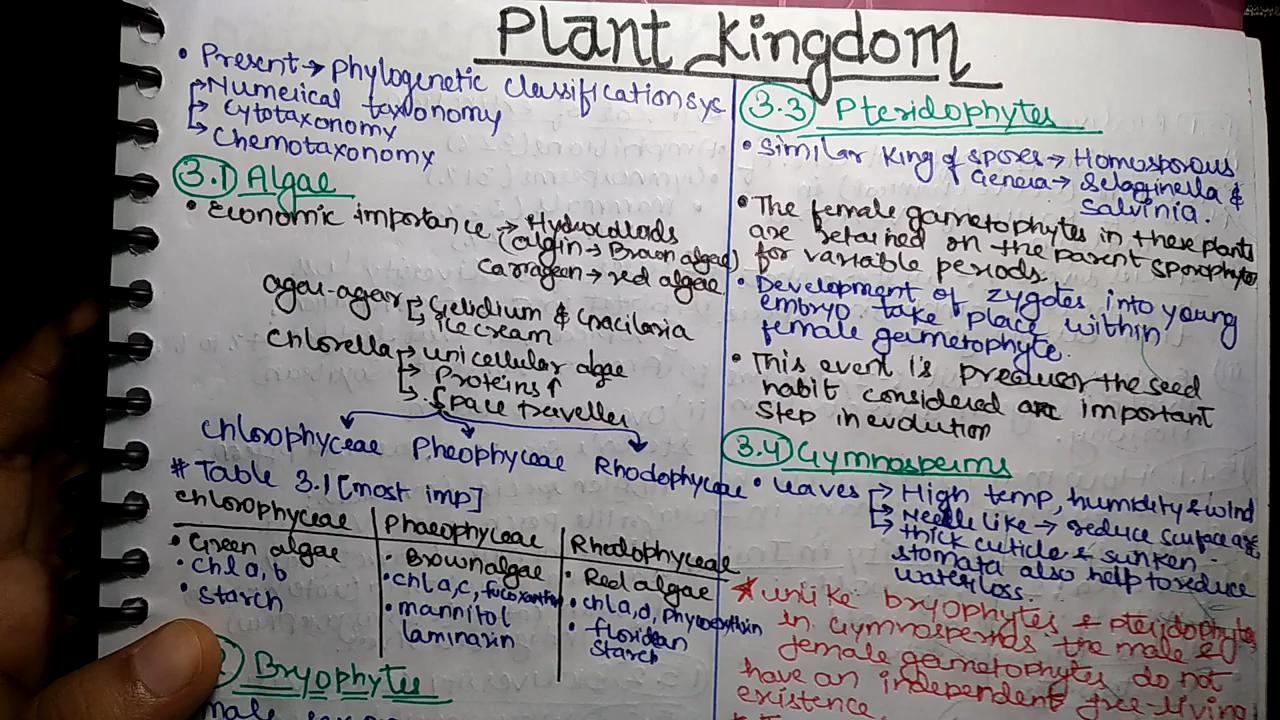 Plant Kingdom
• Present → phylogenetic classification sys
→ Numerical taxonomy
→ Cytotaxonomy
→ Chemotaxonomy
3.1) Algae
• Economic importance → Hydrocolloids
(algin → Brown algae)
carragean → red algae
agar-agar → Gelidium & Gracilaria
→ ice cream
Chlorella → unicellular algae
→ Proteins ↑
→ Space traveller
Chlorophyceae Pheophyceae Rhodophyceae
# Table 3.1 [most imp]
Chlorophyceae Phaeophyceae Rhodophyceae
• Green algae • Brown algae • Red algae
• chl a, b • chl a, c, fucoxanthin • chl a, d, phycoerythrin
• starch • mannitol • floridean
laminarin starch
Bryophytes
male
3.3 Pteridophytes
• Similar King of spores → Homosporous
Genera → Selaginella &
Salvinia.
• The female gametophytes in these plants
are retained on the parent sporophytes
for variable periods.
• Development of zygotes into young
embryo take place within
female gametophyte.
• This event is precusor the seed
habit considered an important
Step in evolution
3.4) Gymnosperms
• leaves → High temp, humidity & wind
→ Needle like → reduce surface area
→ thick cuticle & sunken
stomata also help to reduce
water loss.
* unlike bryophytes & pteridophytes
in Gymnosperms the male &
female gametophytes do not
have an independent free-living
existence.